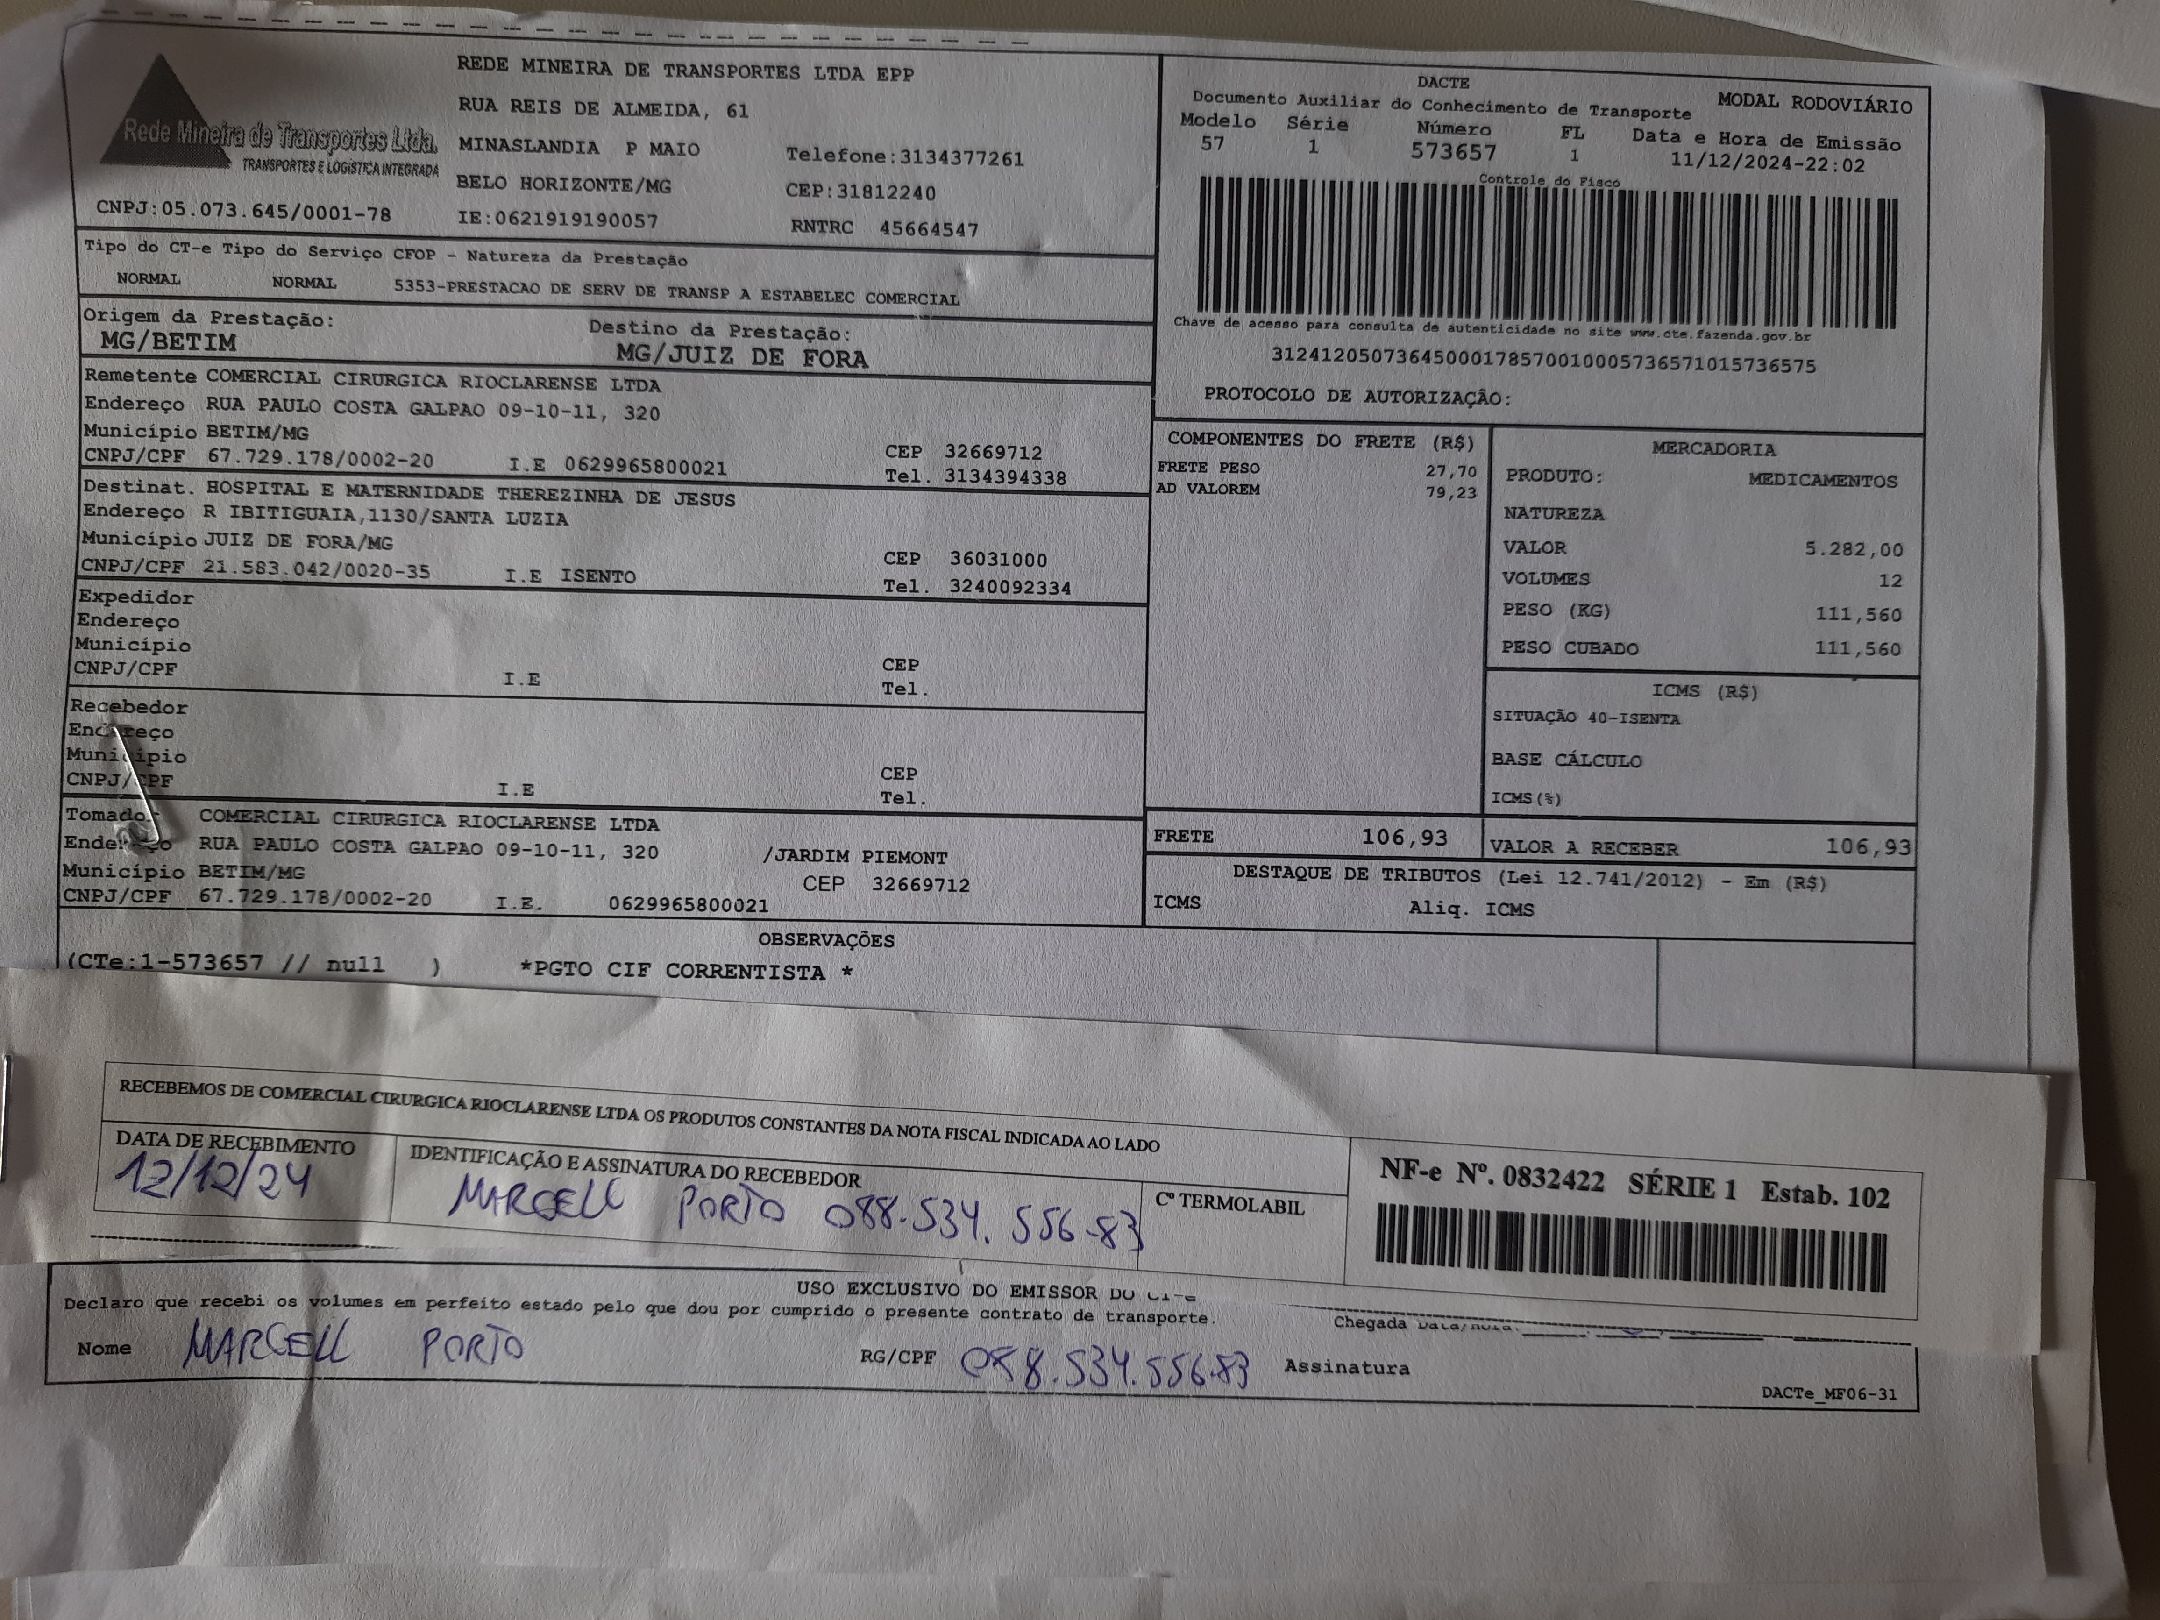 Rede Mineira de Transportes Ltda.
TRANSPORTES E LOGÍSTICA INTEGRADA
CNPJ:05.073.645/0001-78
REDE MINEIRA DE TRANSPORTES LTDA EPP
RUA REIS DE ALMEIDA, 61
MINASLANDIA P MAIO Telefone:3134377261
BELO HORIZONTE/MG CEP:31812240
IE:0621919190057 RNTRC 45664547
DACTE
Documento Auxiliar do Conhecimento de Transporte MODAL RODOVIÁRIO
Modelo Série Número FL Data e Hora de Emissão
57 1 573657 1 11/12/2024-22:02
Controle do Fisco
Chave de acesso para consulta de autenticidade no site www.cte.fazenda.gov.br
31241205073645000178570010005736571015736575
PROTOCOLO DE AUTORIZAÇÃO:
Tipo do CT-e Tipo do Serviço CFOP - Natureza da Prestação
NORMAL NORMAL 5353-PRESTACAO DE SERV DE TRANSP A ESTABELEC COMERCIAL
Origem da Prestação: Destino da Prestação:
MG/BETIM MG/JUIZ DE FORA
Remetente COMERCIAL CIRURGICA RIOCLARENSE LTDA
Endereço RUA PAULO COSTA GALPAO 09-10-11, 320
Município BETIM/MG CEP 32669712
CNPJ/CPF 67.729.178/0002-20 I.E 0629965800021 Tel. 3134394338
Destinat. HOSPITAL E MATERNIDADE THEREZINHA DE JESUS
Endereço R IBITIGUAIA,1130/SANTA LUZIA
Município JUIZ DE FORA/MG CEP 36031000
CNPJ/CPF 21.583.042/0020-35 I.E ISENTO Tel. 3240092334
Expedidor
Endereço
Município CEP
CNPJ/CPF I.E Tel.
Recebedor
Endereço
Município CEP
CNPJ/CPF I.E Tel.
Tomador COMERCIAL CIRURGICA RIOCLARENSE LTDA
Endereço RUA PAULO COSTA GALPAO 09-10-11, 320 /JARDIM PIEMONT
Município BETIM/MG CEP 32669712
CNPJ/CPF 67.729.178/0002-20 I.E. 0629965800021
COMPONENTES DO FRETE (R$)
FRETE PESO 27,70
AD VALOREM 79,23
MERCADORIA
PRODUTO: MEDICAMENTOS
NATUREZA
VALOR 5.282,00
VOLUMES 12
PESO (KG) 111,560
PESO CUBADO 111,560
ICMS (R$)
SITUAÇÃO 40-ISENTA
BASE CÁLCULO
ICMS(%)
FRETE 106,93 VALOR A RECEBER 106,93
DESTAQUE DE TRIBUTOS (Lei 12.741/2012) - Em (R$)
ICMS Aliq. ICMS
OBSERVAÇÕES
(CTe:1-573657 // null ) *PGTO CIF CORRENTISTA *
RECEBEMOS DE COMERCIAL CIRURGICA RIOCLARENSE LTDA OS PRODUTOS CONSTANTES DA NOTA FISCAL INDICADA AO LADO
DATA DE RECEBIMENTO IDENTIFICAÇÃO E ASSINATURA DO RECEBEDOR Cº TERMOLABIL
12/12/24 MARCELL PORTO 088.534.556-83
NF-e Nº. 0832422 SÉRIE 1 Estab. 102
USO EXCLUSIVO DO EMISSOR DO
Declaro que recebi os volumes em perfeito estado pelo que dou por cumprido o presente contrato de transporte. Chegada
Nome MARCELL PORTO RG/CPF 088.534.556-83 Assinatura
DACTe_MF06-31